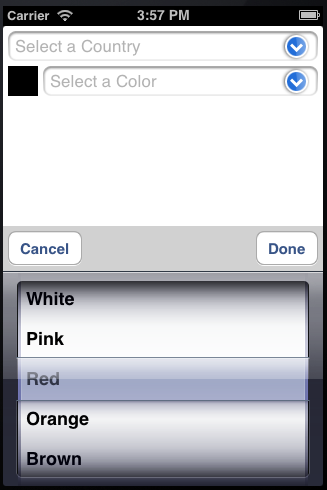 Carrier 3:57 PM
Select a Country
Select a Color
Cancel Done
White
Pink
Red
Orange
Brown